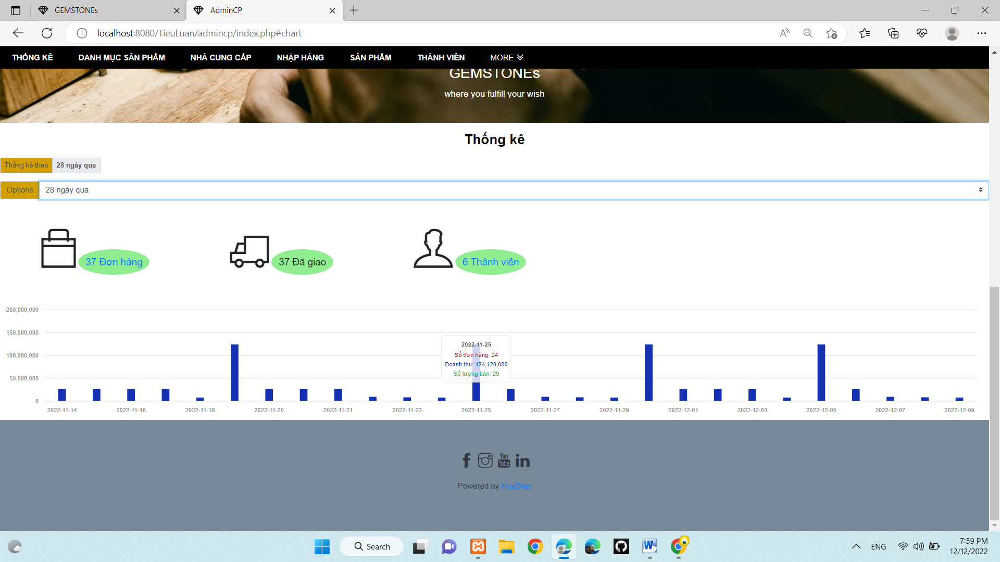 GEMSTONEs
AdminCP
localhost:8080/TieuLuan/admincp/index.php#chart
THỐNG KÊ DANH MỤC SẢN PHẨM NHÀ CUNG CẤP NHẬP HÀNG SẢN PHẨM THÀNH VIÊN MORE
GEMSTONEs
where you fulfill your wish
Thống kê
Thống kê theo 28 ngày qua
Options 28 ngày qua
37 Đơn hàng 37 Đã giao 6 Thành viên
200,000,000
150,000,000
100,000,000
50,000,000
0
2022-11-25
Số đơn hàng: 24
Doanh thu: 124,120,000
Số lượng bán: 29
2022-11-14 2022-11-16 2022-11-18 2022-11-20 2022-11-21 2022-11-23 2022-11-25 2022-11-27 2022-11-29 2022-12-01 2022-12-03 2022-12-05 2022-12-07 2022-12-09
You
Tube
in
Powered by HuyDiep
Search
ENG
7:59 PM
12/12/2022